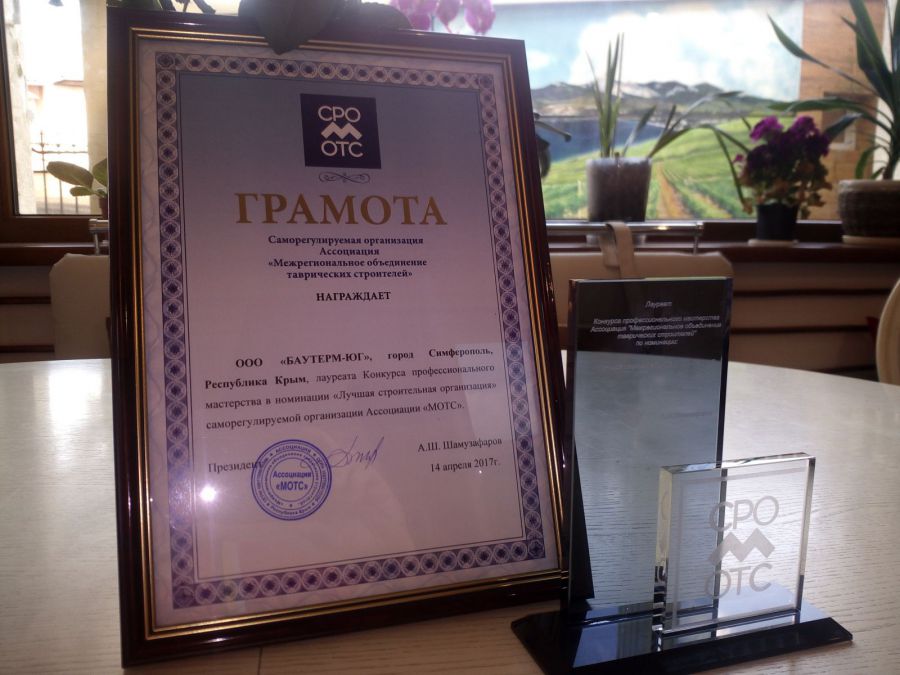 СРО
ОТС
ГРАМОТА
Саморегулируемая организация
Ассоциация
«Межрегиональное объединение
таврических строителей»
НАГРАЖДАЕТ
ООО «БАУТЕРМ-ЮГ», город Симферополь,
Республика Крым, лауреата Конкурса профессионального
мастерства в номинации «Лучшая строительная организация»
саморегулируемой организации Ассоциации «МОТС».
Президент
А.Ш. Шамузафаров
14 апреля 2017г.
Ассоциации
«МОТС»
Лауреат
Конкурса профессионального мастерства
Ассоциация "Межрегиональное объединение
таврических строителей"
по номинации:
СРО
ОТС